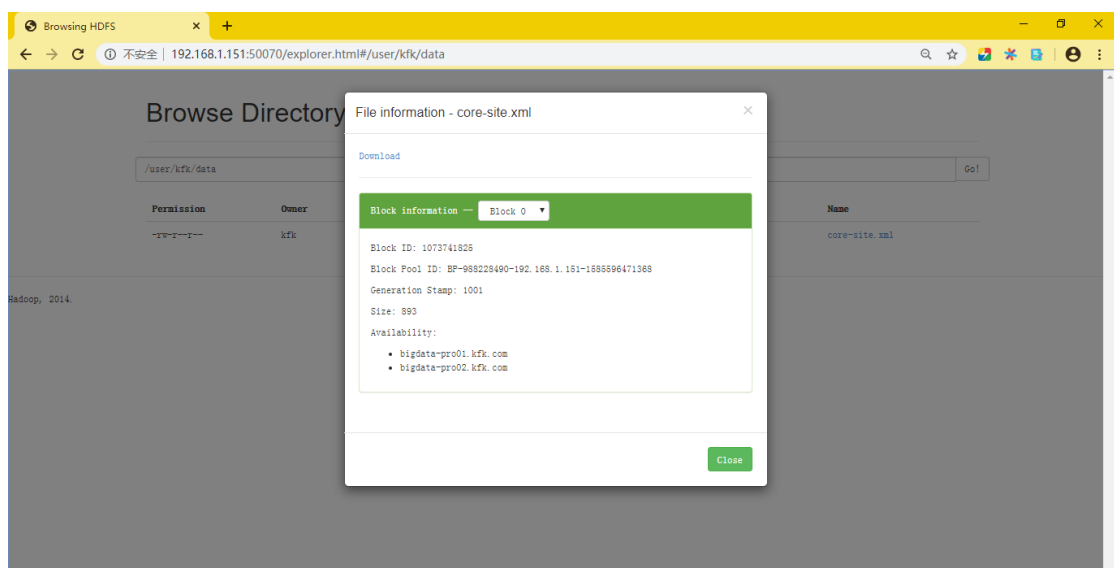 Browsing HDFS
不安全 | 192.168.1.151:50070/explorer.html#/user/kfk/data
Browse Directory
File information - core-site.xml
Download
/user/kfk/data
Go!
Permission Owner Name
Block information -- Block 0
-rw-r--r-- kfk core-site.xml
Block ID: 1073741825
Block Pool ID: BP-988228490-192.168.1.151-1585596471368
Generation Stamp: 1001
Hadoop, 2014.
Size: 893
Availability:
bigdata-pro01.kfk.com
bigdata-pro02.kfk.com
Close